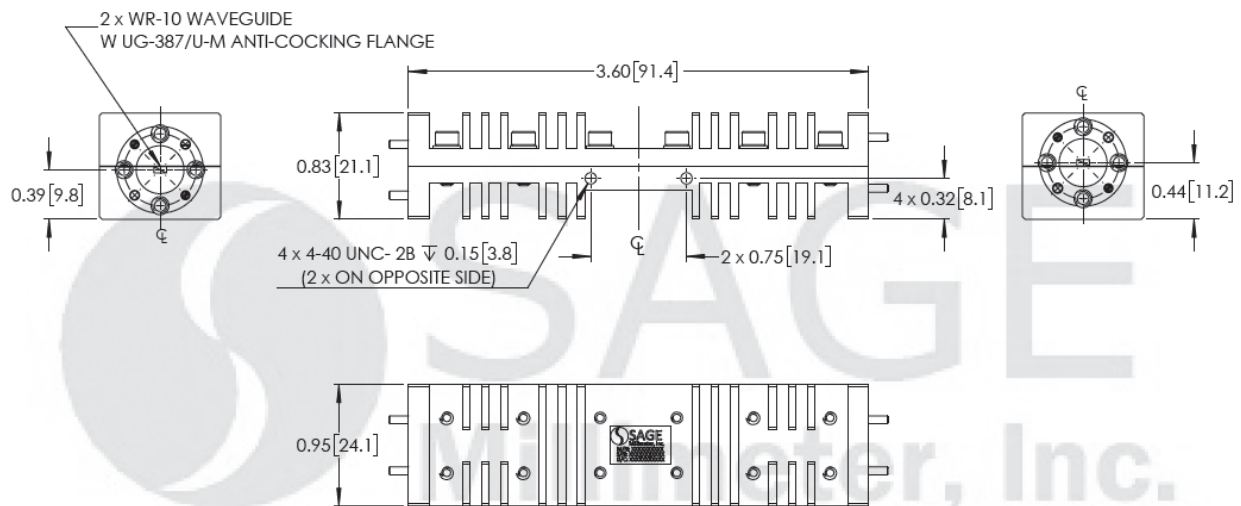 2 x WR-10 WAVEGUIDE
W UG-387/U-M ANTI-COCKING FLANGE
3.60[91.4]
℄
0.83[21.1]
0.39[9.8]
℄
4 x 0.32[8.1]
0.44[11.2]
4 x 4-40 UNC- 2B ↧ 0.15[3.8]
(2 x ON OPPOSITE SIDE)
℄
2 x 0.75[19.1]
SAGE
Millimeter, Inc.
0.95[24.1]
SAGE
Millimeter, Inc.